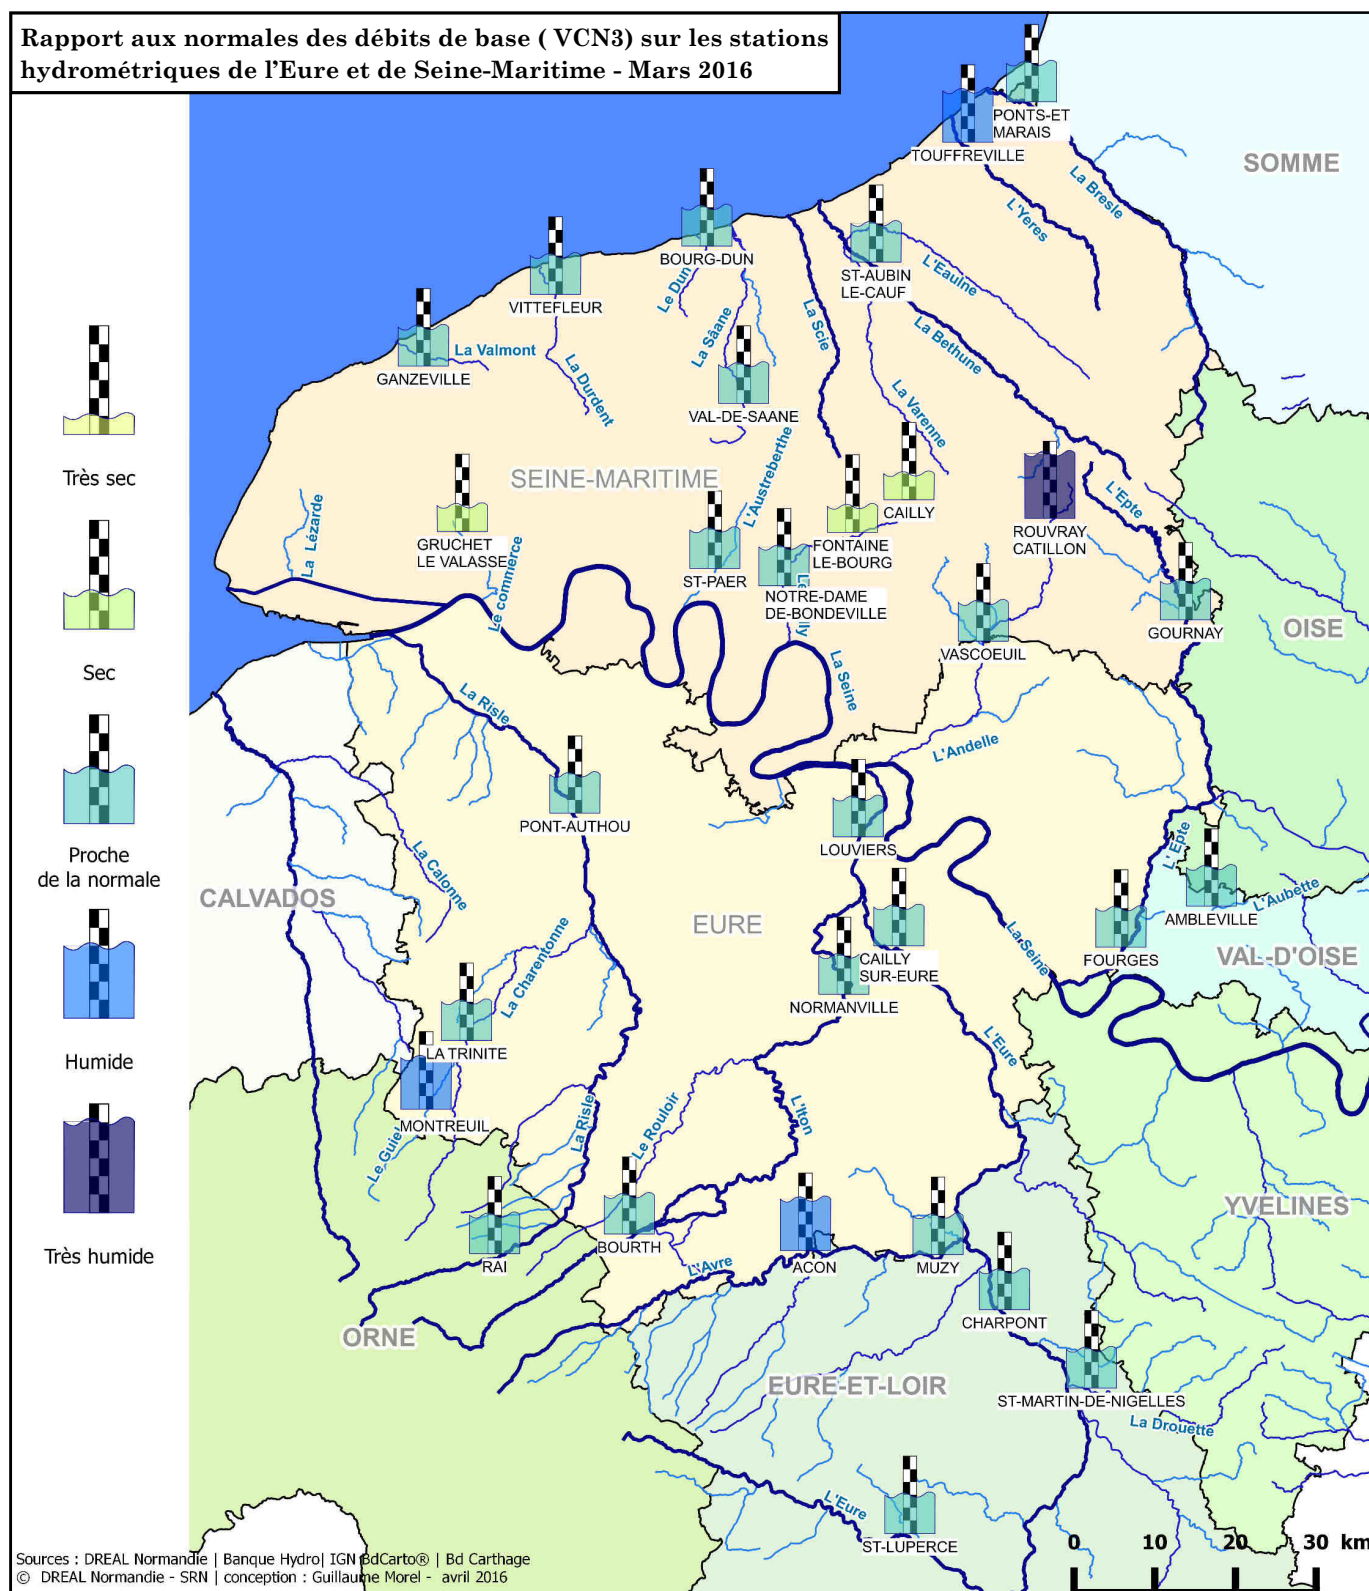 Rapport aux normales des débits de base ( VCN3) sur les stations
hydrométriques de l'Eure et de Seine-Maritime - Mars 2016
PONTS-ET
MARAIS
TOUFFREVILLE
SOMME
La Bresle
L'Yeres
BOURG-DUN
ST-AUBIN
LE-CAUF
L'Eaulne
VITTEFLEUR
Le Dun
La Sâane
La Scie
La Bethune
GANZEVILLE
La Valmont
La Durdent
VAL-DE-SAANE
La Varenne
Très sec
SEINE-MARITIME
L'Austreberthe
CAILLY
L'Epte
La Lézarde
GRUCHET
LE VALASSE
Le commerce
ST-PAER
FONTAINE
LE-BOURG
ROUVRAY
CATILLON
NOTRE-DAME
DE-BONDEVILLE
VASCOEUIL
GOURNAY
OISE
Sec
La Risle
La Seine
L'Andelle
PONT-AUTHOU
LOUVIERS
Proche
de la normale
La Calonne
L'Epte
CALVADOS
EURE
AMBLEVILLE
L'Aubette
CAILLY
SUR-EURE
La Seine
FOURGES
VAL-D'OISE
La Charentonne
NORMANVILLE
LA TRINITE
L'Eure
Humide
MONTREUIL
La Risle
Le Rouloir
L'Iton
Le Guiel
YVELINES
Très humide
RAI
BOURTH
L'Avre
ACON
MUZY
CHARPONT
ORNE
EURE-ET-LOIR
ST-MARTIN-DE-NIGELLES
La Drouette
L'Eure
ST-LUPERCE
0 10 20 30 km
Sources : DREAL Normandie | Banque Hydro| IGN BdCarto® | Bd Carthage
© DREAL Normandie - SRN | conception : Guillaume Morel - avril 2016